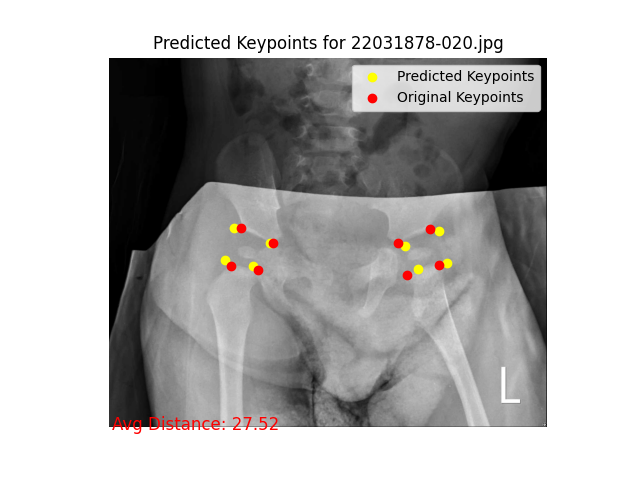 Predicted Keypoints for 22031878-020.jpg
Predicted Keypoints
Original Keypoints
L
Avg Distance: 27.52